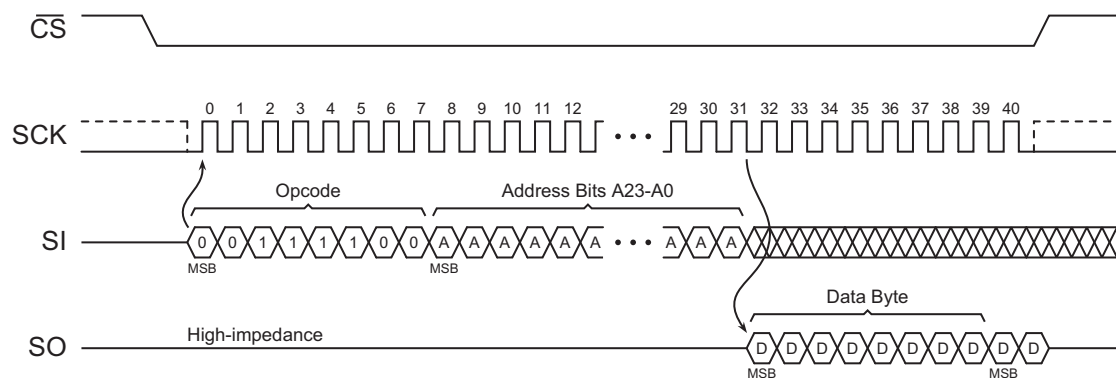 CS
0 1 2 3 4 5 6 7 8 9 10 11 12 29 30 31 32 33 34 35 36 37 38 39 40
SCK
Opcode Address Bits A23-A0
SI 0 0 1 1 1 1 0 0 A A A A A A A A A
MSB MSB
Data Byte
High-impedance
SO D D D D D D D D D D
MSB MSB